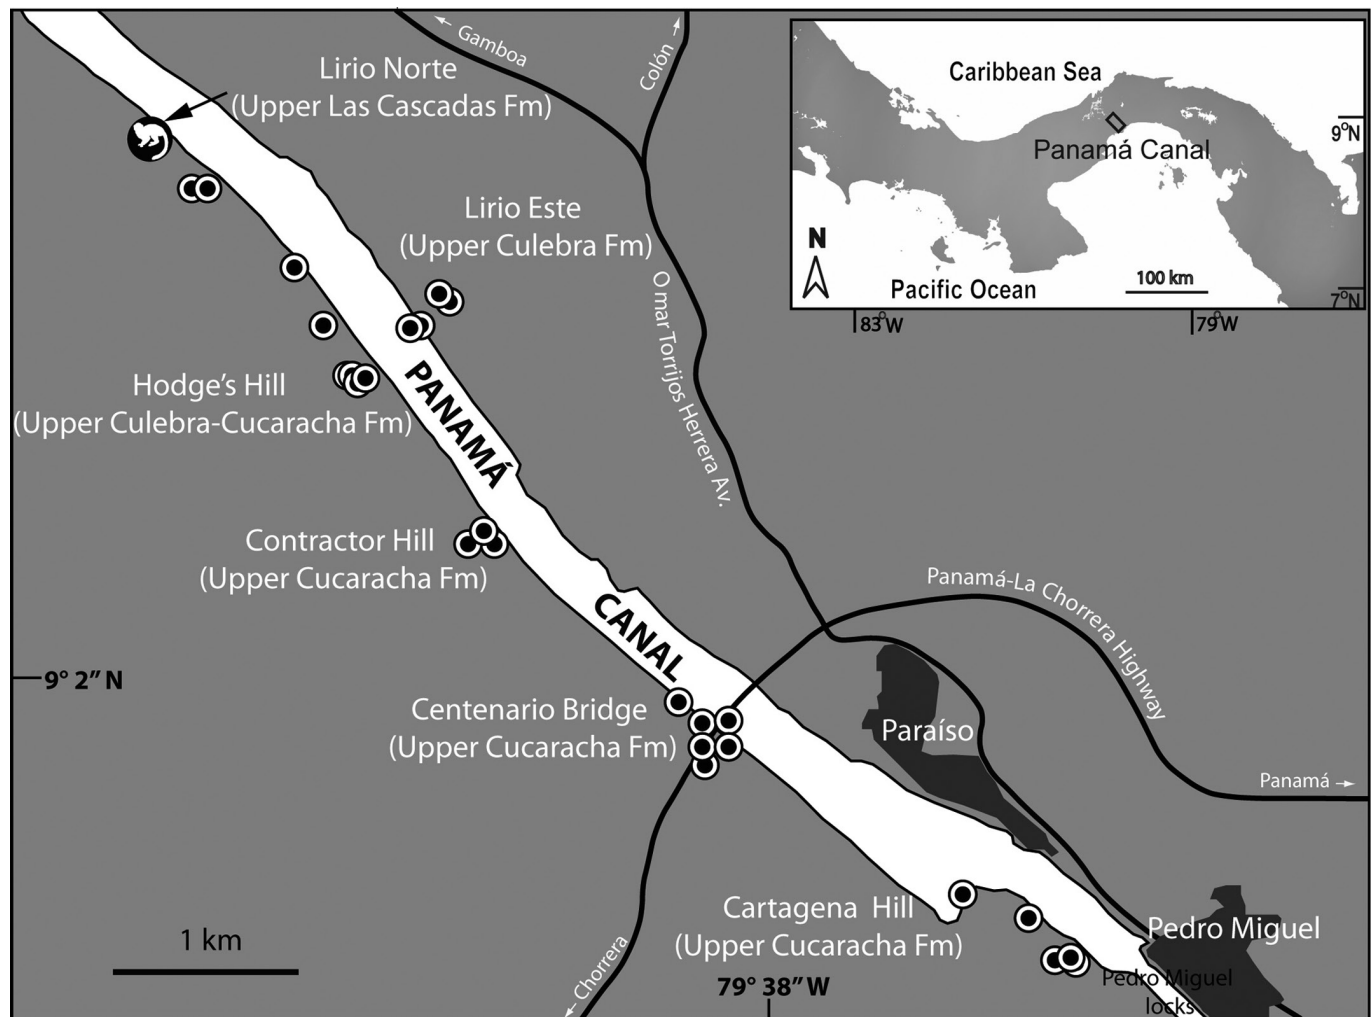 Lirio Norte
(Upper Las Cascadas Fm)
Gamboa
Colón
Caribbean Sea
Panamá Canal
Pacific Ocean
N
100 km
9°N
7°N
83°W
79°W
Lirio Este
(Upper Culebra Fm)
Omar Torrijos Herrera Av.
PANAMÁ
Hodge's Hill
(Upper Culebra-Cucaracha Fm)
Contractor Hill
(Upper Cucaracha Fm)
CANAL
Panamá-La Chorrera Highway
9° 2” N
Centenario Bridge
(Upper Cucaracha Fm)
Paraíso
Panamá
Cartagena Hill
(Upper Cucaracha Fm)
Pedro Miguel
Pedro Miguel
locks
1 km
Chorrera
79° 38” W